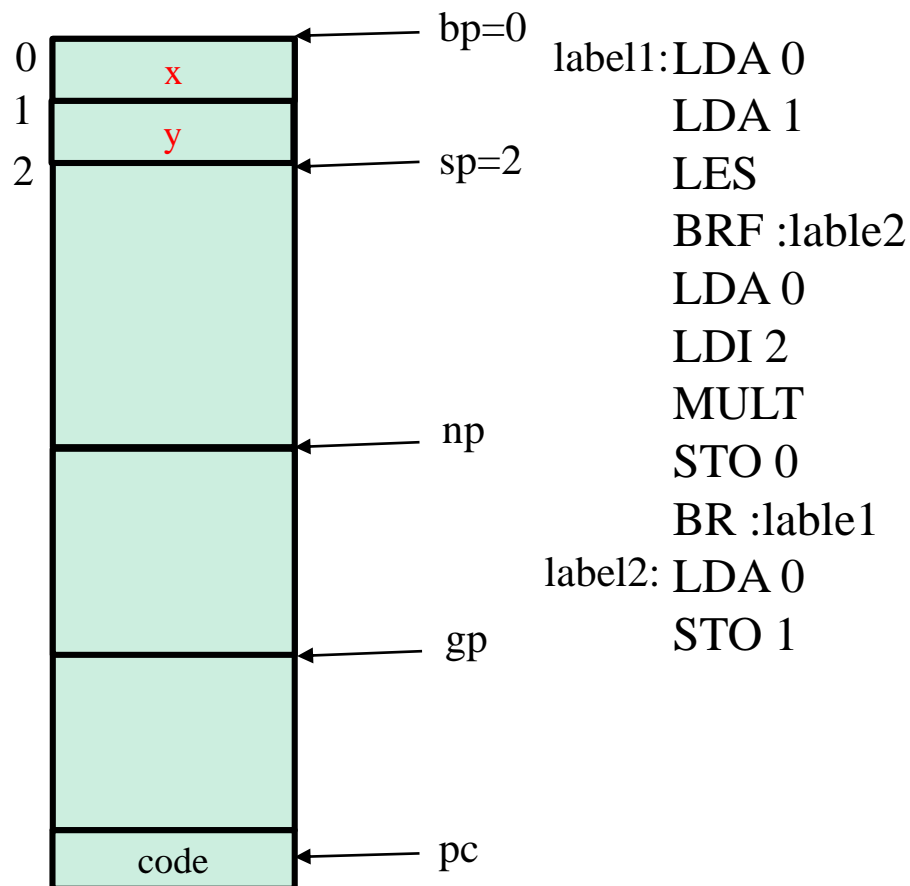 0
x
1
y
2
bp=0
sp=2
np
gp
code
pc
label1: LDA 0
LDA 1
LES
BRF :lable2
LDA 0
LDI 2
MULT
STO 0
BR :lable1
label2: LDA 0
STO 1